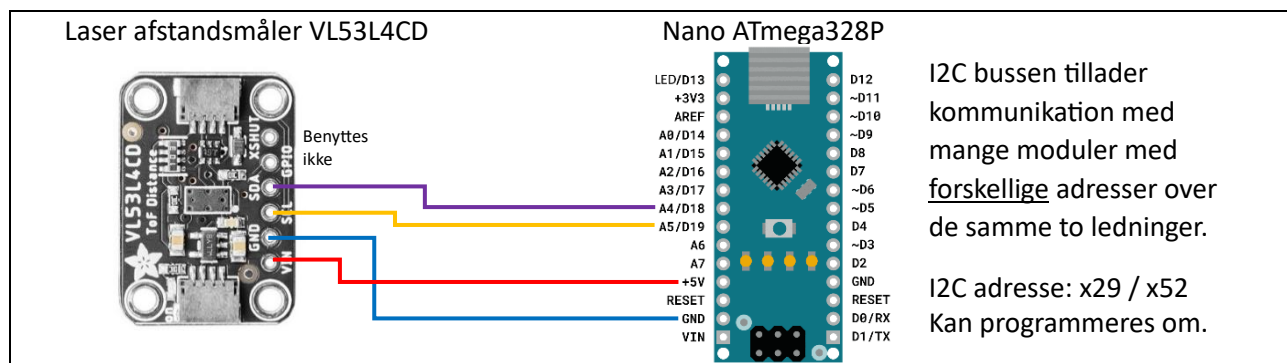 Laser afstandsmåler VL53L4CD
Benyttes
ikke
VL53L4CD
ToF Distance
XSHUT
GPIO
SDA
SCL
GND
VIN
on
Nano ATmega328P
LED/D13
+3V3
AREF
A0/D14
A1/D15
A2/D16
A3/D17
A4/D18
A5/D19
A6
A7
+5V
RESET
GND
VIN
D12
~D11
~D10
~D9
D8
D7
~D6
~D5
D4
~D3
D2
GND
RESET
D0/RX
D1/TX
I2C bussen tillader
kommunikation med
mange moduler med
forskellige adresser over
de samme to ledninger.
I2C adresse: x29 / x52
Kan programmeres om.